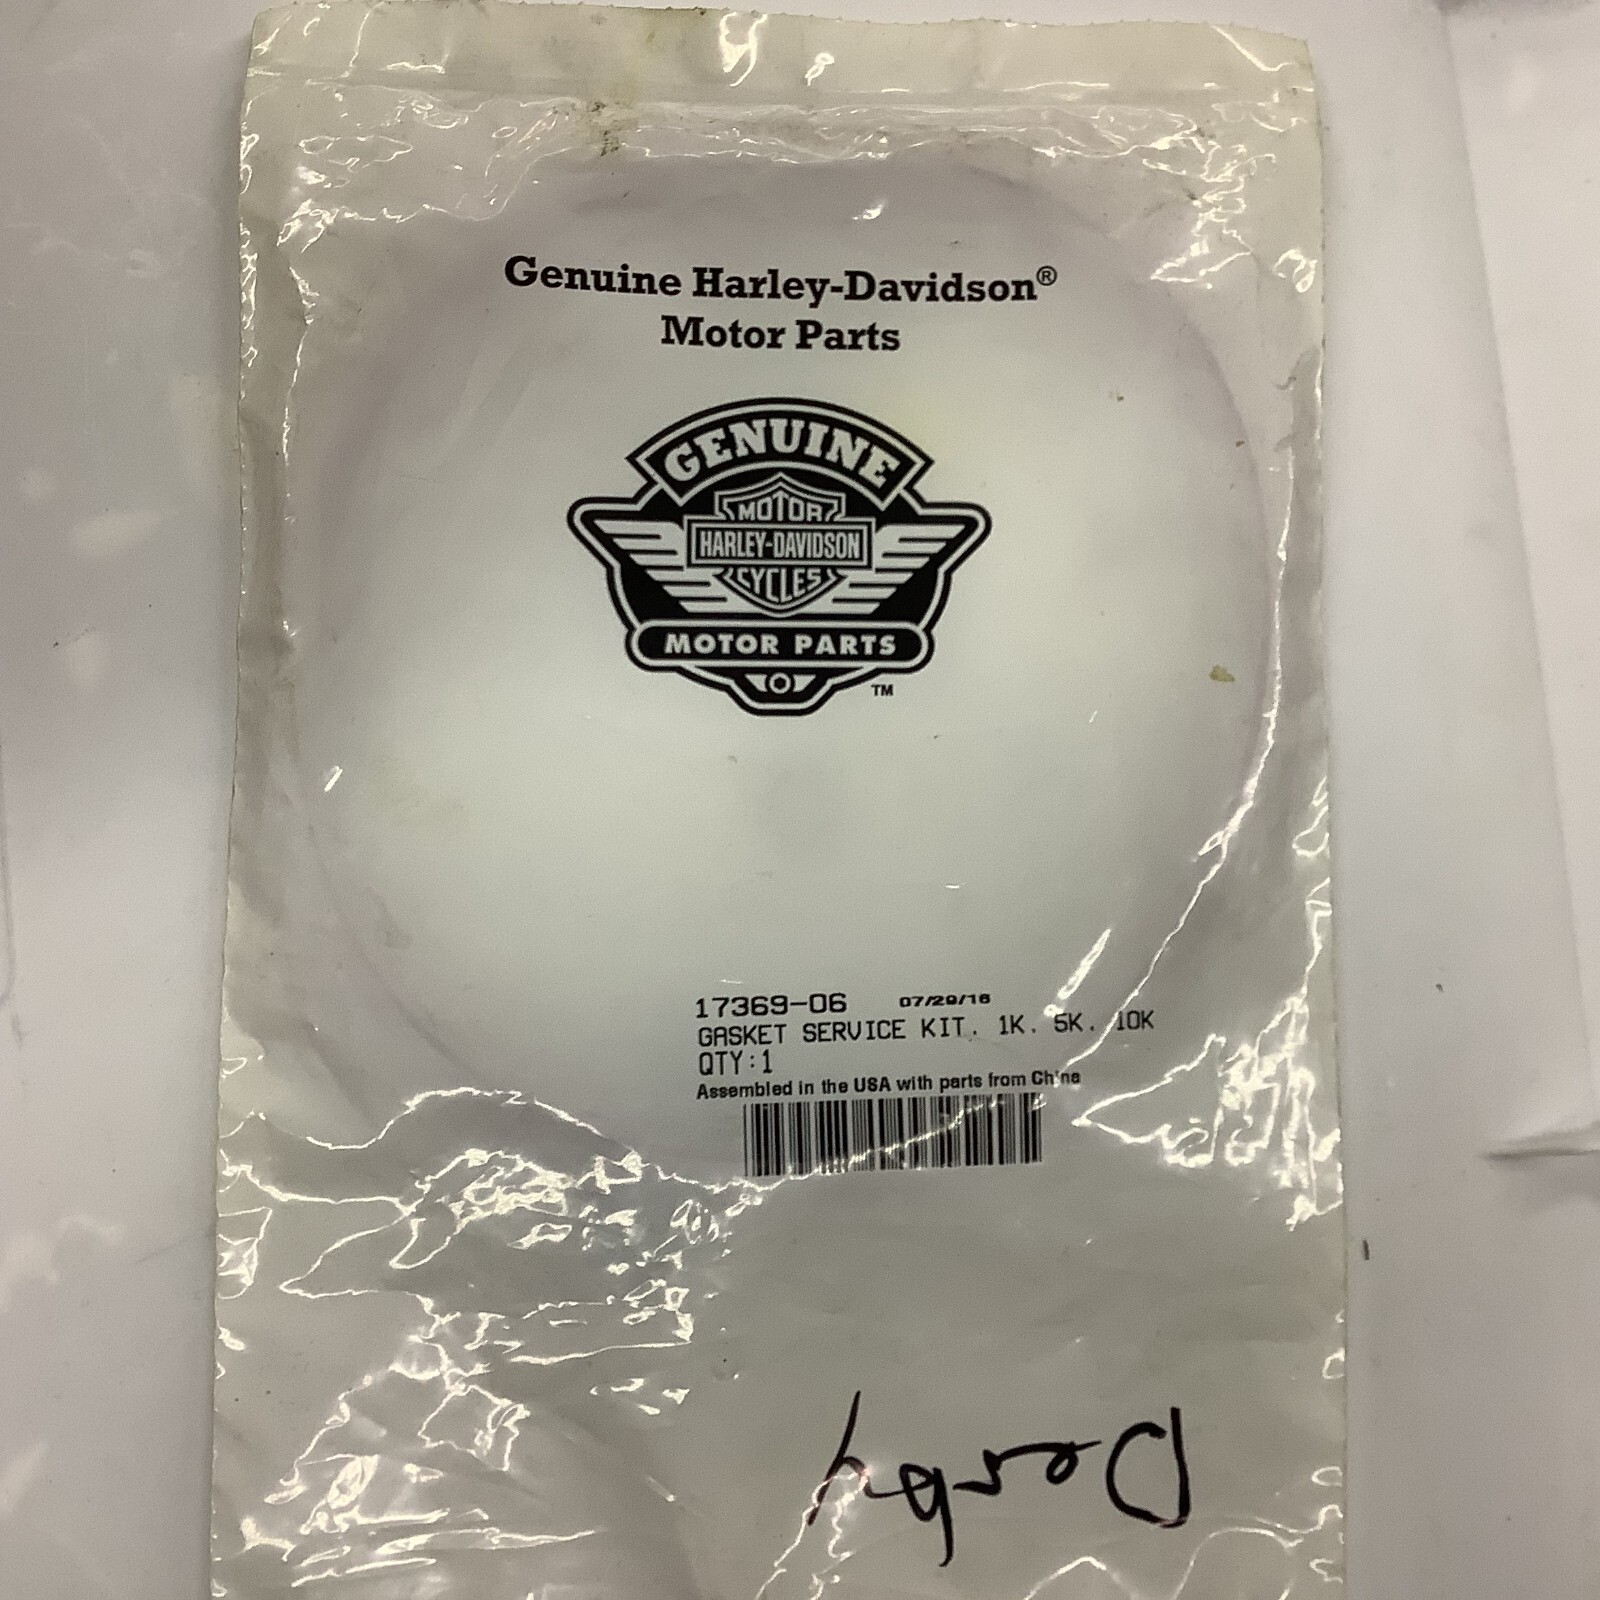 Genuine Harley-Davidson®
Motor Parts
GENUINE
MOTOR
HARLEY-DAVIDSON
CYCLES
MOTOR PARTS
TM
17369-06 07/29/16
GASKET SERVICE KIT. 1K. 5K. 10K
QTY:1
Assembled in the USA with parts from China